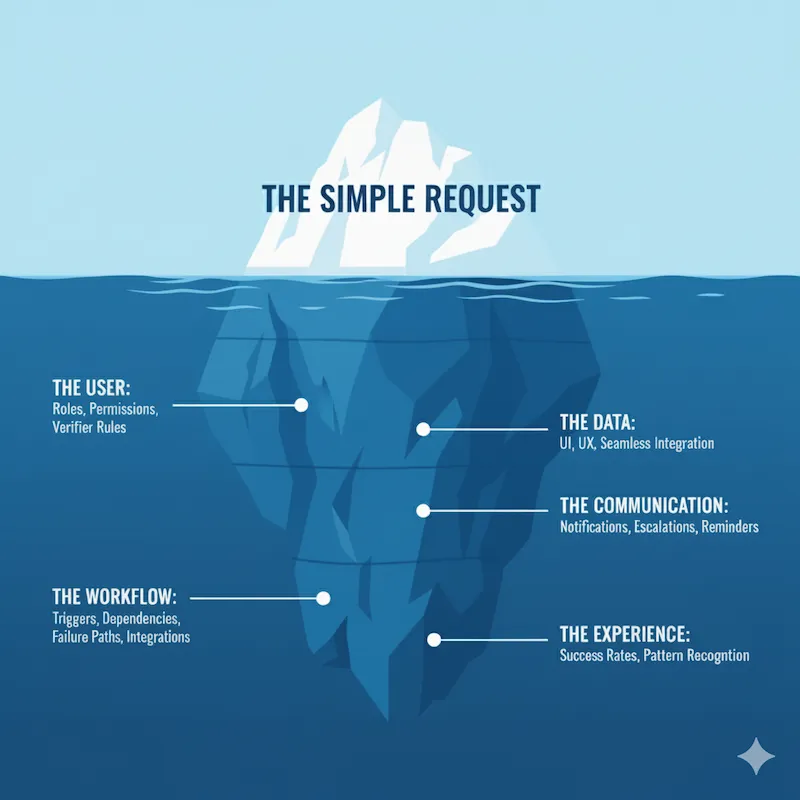 THE SIMPLE REQUEST
THE USER:
Roles, Permissions,
Verifier Rules
THE DATA:
UI, UX, Seamless Integration
THE COMMUNICATION:
Notifications, Escalations, Reminders
THE WORKFLOW:
Triggers, Dependencies,
Failure Paths, Integrations
THE EXPERIENCE:
Success Rates, Pattern Recogntion